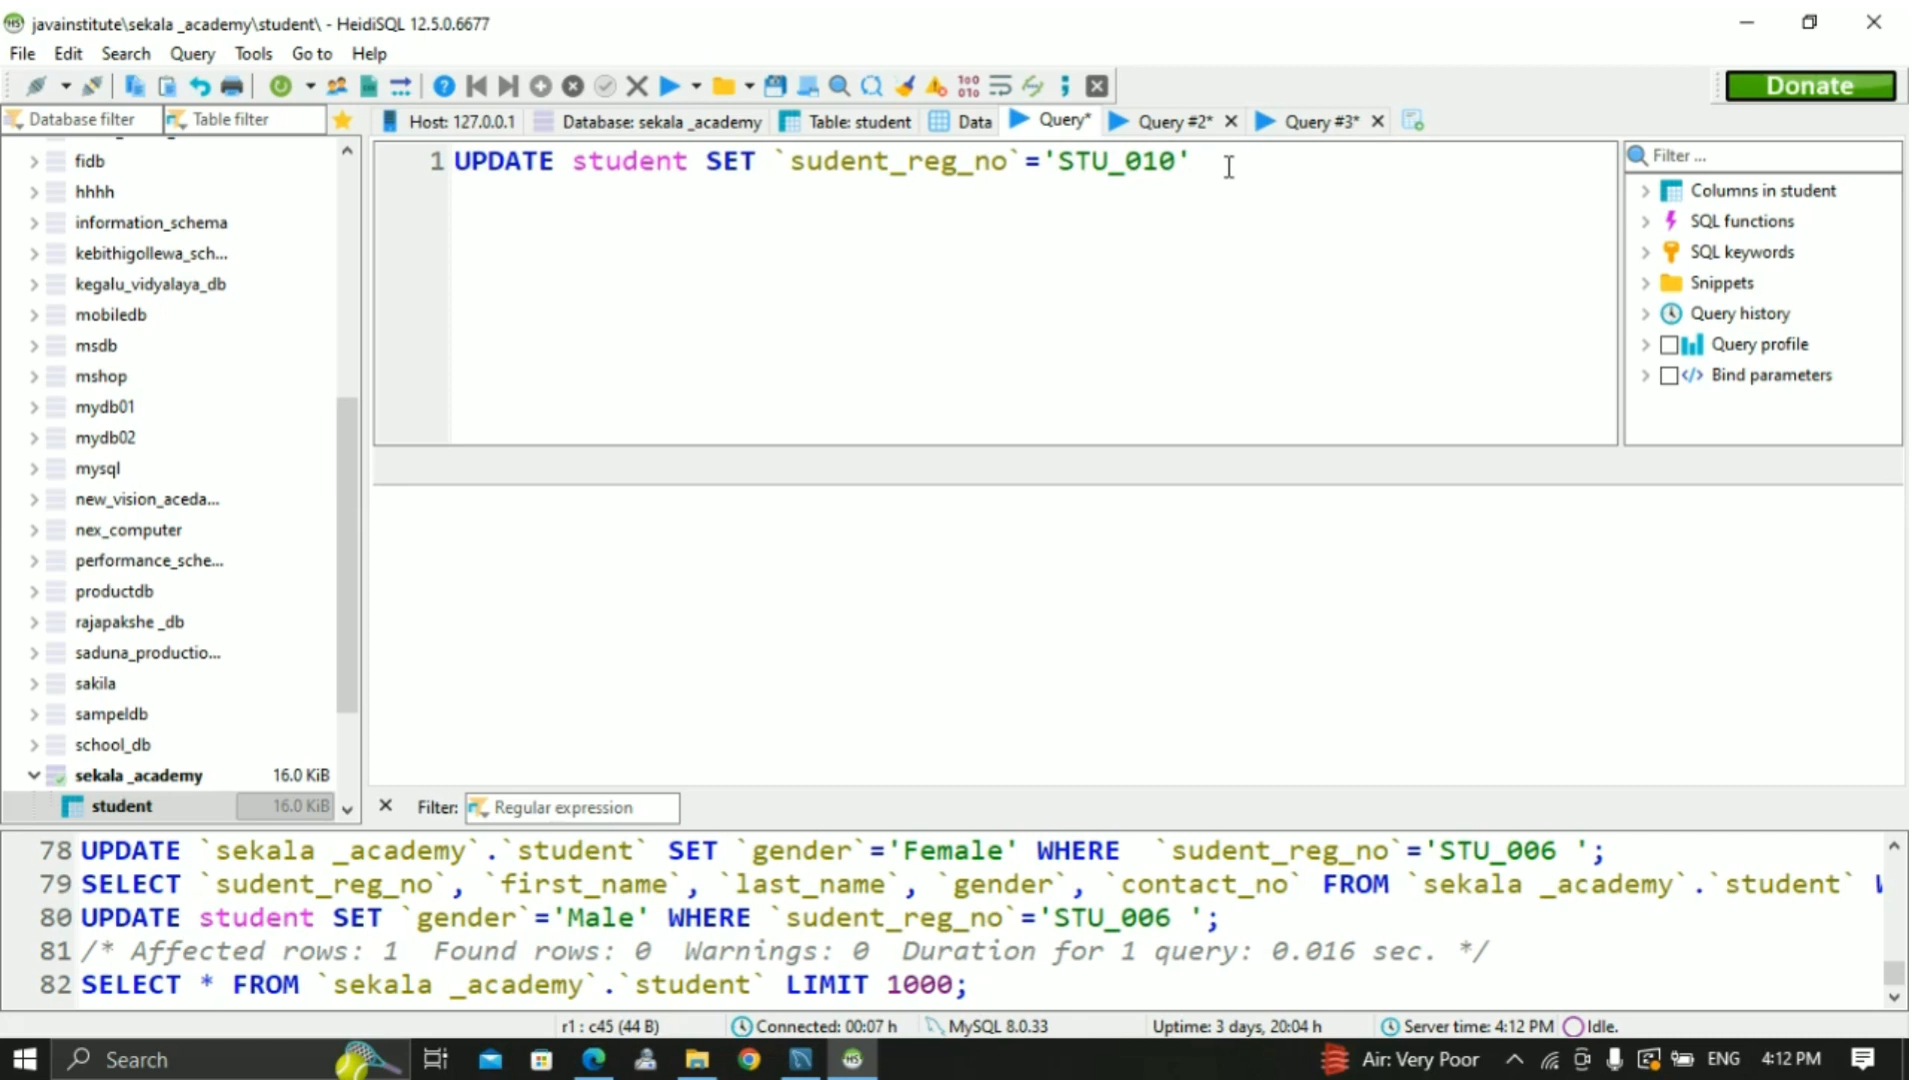 javainstitute\sekala _academy\student\ - HeidiSQL 12.5.0.6677
File Edit Search Query Tools Go to Help
Donate
Database filter Table filter Host: 127.0.0.1 Database: sekala _academy Table: student Data Query* Query #2* Query #3*
fidb
hhhh
information_schema
kebithigollewa_sch...
kegalu_vidyalaya_db
mobiledb
msdb
mshop
mydb01
mydb02
mysql
new_vision_aceda...
nex_computer
performance_sche...
productdb
rajapakshe _db
saduna_productio...
sakila
sampeldb
school_db
sekala _academy 16.0 KiB
student 16.0 KiB
1 UPDATE student SET `sudent_reg_no`='STU_010'
Filter ...
Columns in student
SQL functions
SQL keywords
Snippets
Query history
Query profile
Bind parameters
Filter: Regular expression
78 UPDATE `sekala _academy`.`student` SET `gender`='Female' WHERE  `sudent_reg_no`='STU_006 ';
79 SELECT `sudent_reg_no`, `first_name`, `last_name`, `gender`, `contact_no` FROM `sekala _academy`.`student`
80 UPDATE student SET `gender`='Male' WHERE `sudent_reg_no`='STU_006 ';
81 /* Affected rows: 1  Found rows: 0  Warnings: 0  Duration for 1 query: 0.016 sec. */
82 SELECT * FROM `sekala _academy`.`student` LIMIT 1000;
r1 : c45 (44 B) Connected: 00:07 h MySQL 8.0.33 Uptime: 3 days, 20:04 h Server time: 4:12 PM Idle.
Search Air: Very Poor ENG 4:12 PM